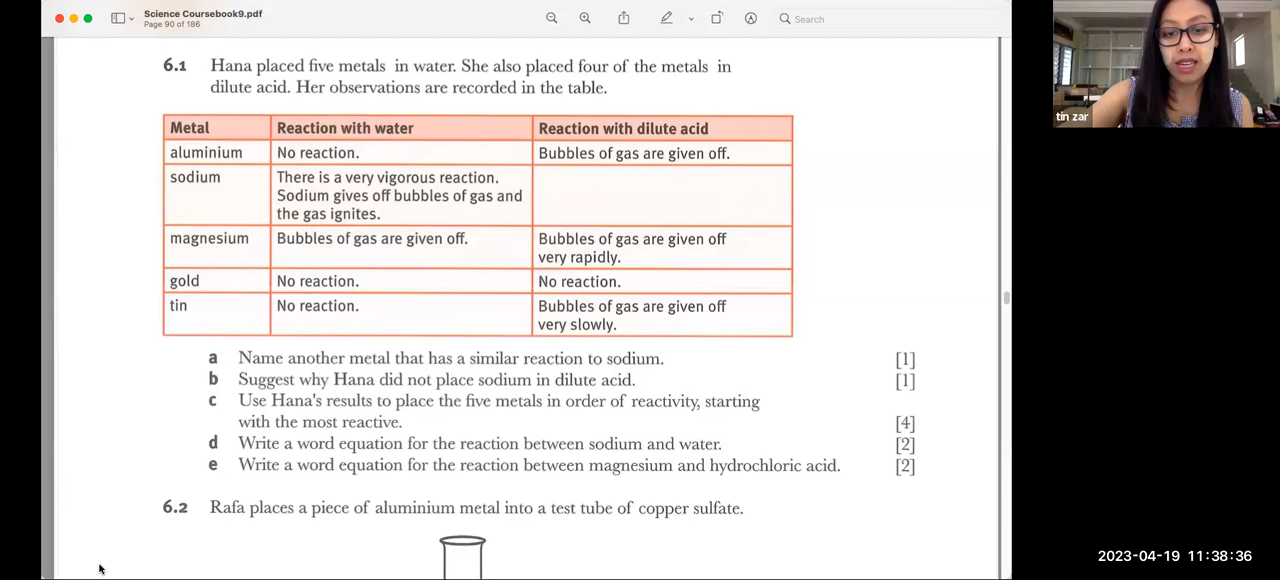 Science Coursebook9.pdf
Page 90 of 186
Search
6.1 Hana placed five metals in water. She also placed four of the metals in
dilute acid. Her observations are recorded in the table.
Metal Reaction with water Reaction with dilute acid
aluminium No reaction. Bubbles of gas are given off.
sodium There is a very vigorous reaction.
Sodium gives off bubbles of gas and
the gas ignites.
magnesium Bubbles of gas are given off. Bubbles of gas are given off
very rapidly.
gold No reaction. No reaction.
tin No reaction. Bubbles of gas are given off
very slowly.
a Name another metal that has a similar reaction to sodium. [1]
b Suggest why Hana did not place sodium in dilute acid. [1]
c Use Hana's results to place the five metals in order of reactivity, starting
with the most reactive. [4]
d Write a word equation for the reaction between sodium and water. [2]
e Write a word equation for the reaction between magnesium and hydrochloric acid. [2]
6.2 Rafa places a piece of aluminium metal into a test tube of copper sulfate.
tin zar
2023-04-19 11:38:36